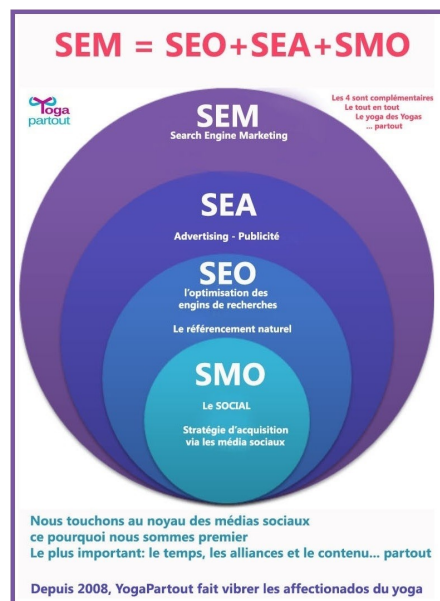 SEM = SEO+SEA+SMO
Yoga
partout
Les 4 sont complémentaires
Le tout en tout
Le yoga des Yogas
... partout
SEM
Search Engine Marketing
SEA
Advertising - Publicité
SEO
l'optimisation des
engins de recherches
Le référencement naturel
SMO
Le SOCIAL
Stratégie d'acquisition
via les média sociaux
Nous touchons au noyau des médias sociaux
ce pourquoi nous sommes premier
Le plus important: le temps, les alliances et le contenu... partout
Depuis 2008, YogaPartout fait vibrer les affectionados du yoga